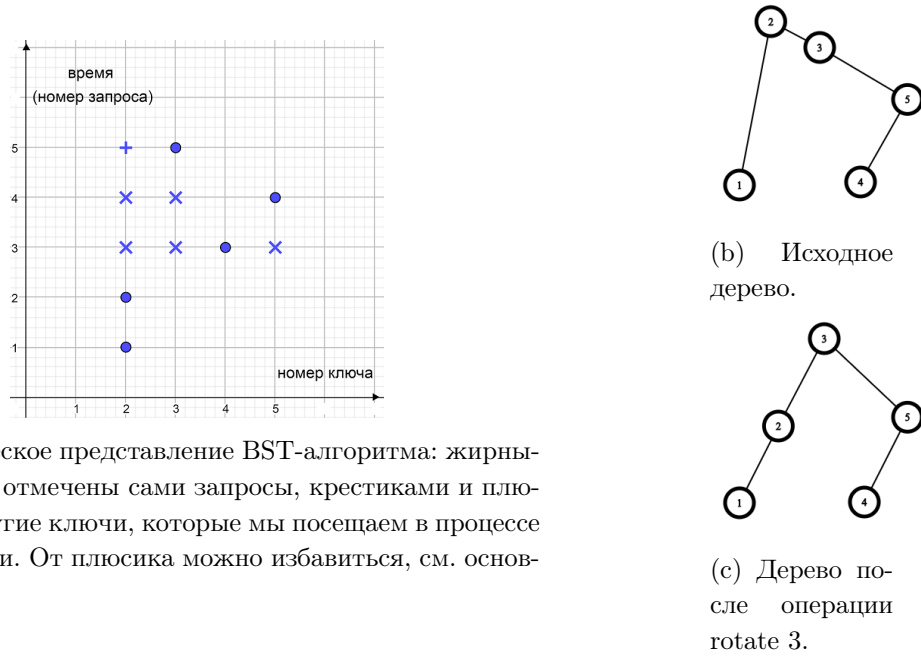 время
(номер запроса)
5
4
3
2
1
номер ключа
1 2 3 4 5
ское представление BST-алгоритма: жирны-
отмечены сами запросы, крестиками и плю-
гие ключи, которые мы посещаем в процессе
и. От плюсика можно избавиться, см. основ-
2
3
5
1
4
(b) Исходное
дерево.
3
5
2
1
4
(c) Дерево по-
сле операции
rotate 3.